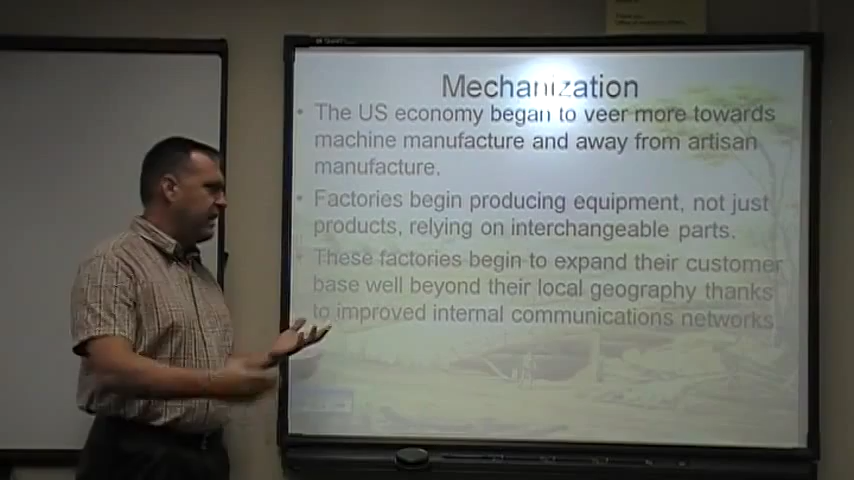 Mechanization
• The US economy began to veer more towards
machine manufacture and away from artisan
manufacture.
• Factories begin producing equipment, not just
products, relying on interchangeable parts.
• These factories begin to expand their customer
base well beyond their local geography thanks
to improved internal communications networks